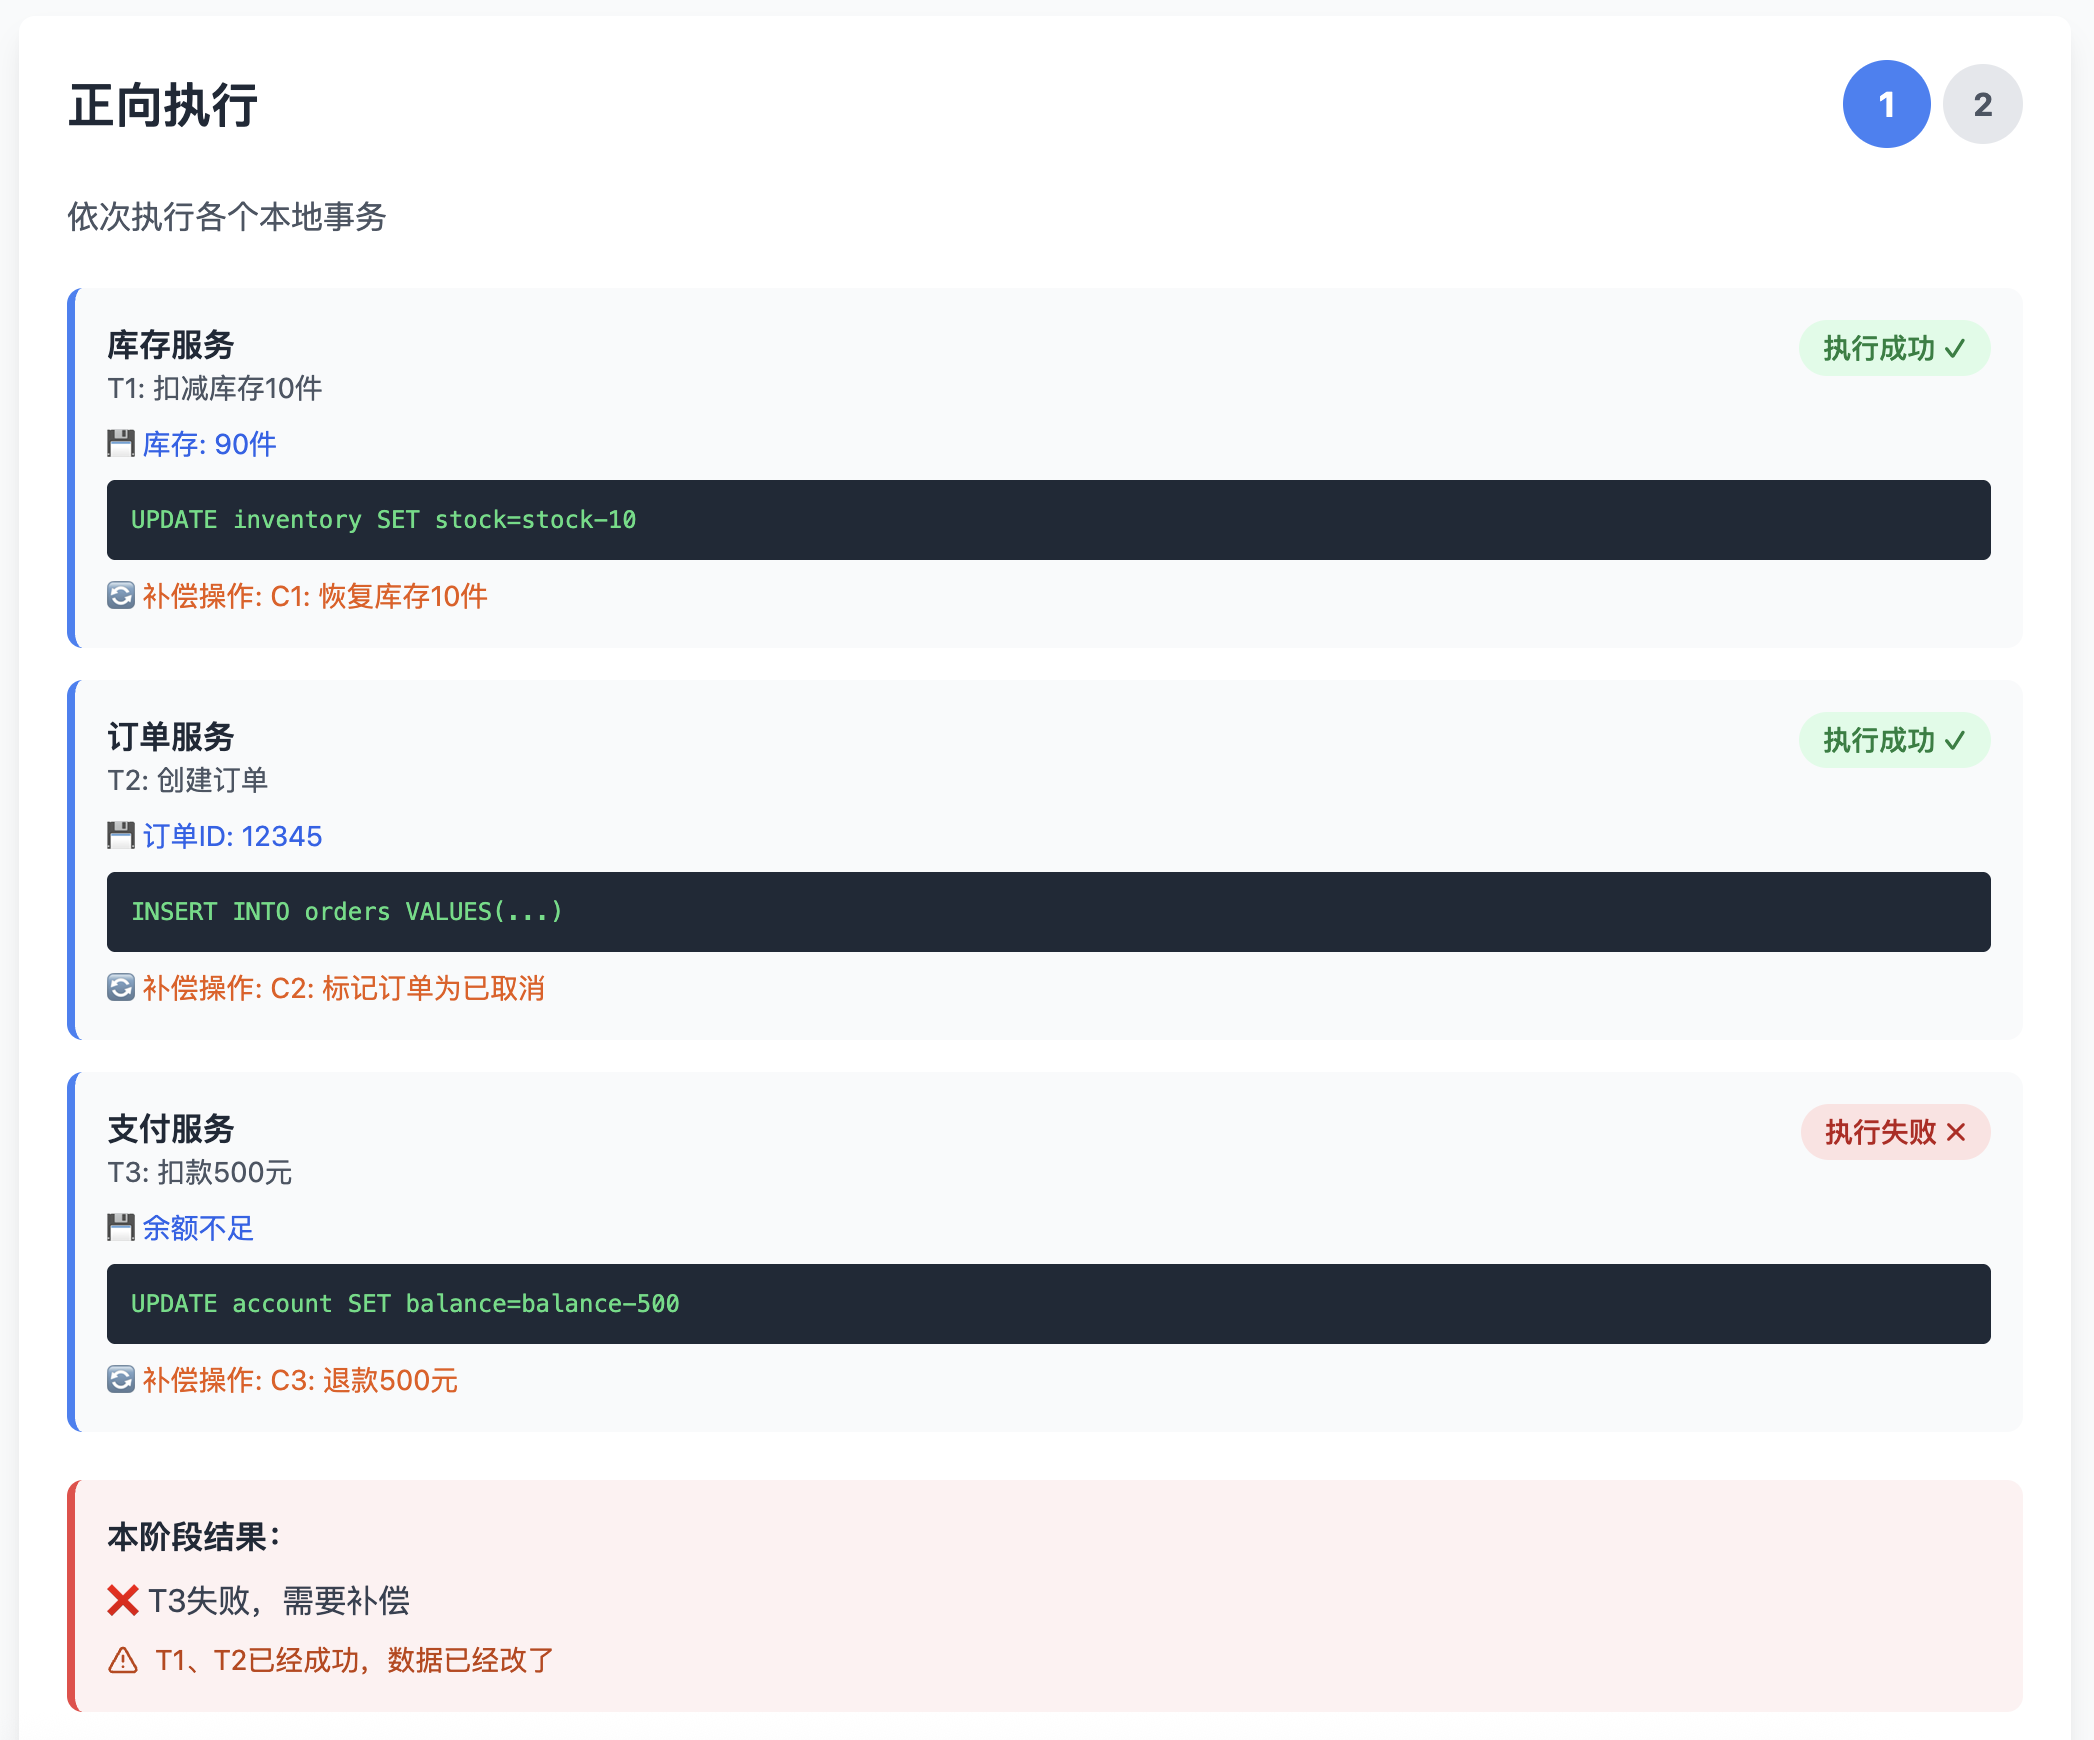 正向执行
1
2
依次执行各个本地事务
库存服务
执行成功 ✓
T1: 扣减库存10件
💾 库存: 90件
UPDATE inventory SET stock=stock-10
🔄 补偿操作: C1: 恢复库存10件
订单服务
执行成功 ✓
T2: 创建订单
💾 订单ID: 12345
INSERT INTO orders VALUES(...)
🔄 补偿操作: C2: 标记订单为已取消
支付服务
执行失败 ✕
T3: 扣款500元
💾 余额不足
UPDATE account SET balance=balance-500
🔄 补偿操作: C3: 退款500元
本阶段结果：
❌ T3失败，需要补偿
⚠ T1、T2已经成功，数据已经改了